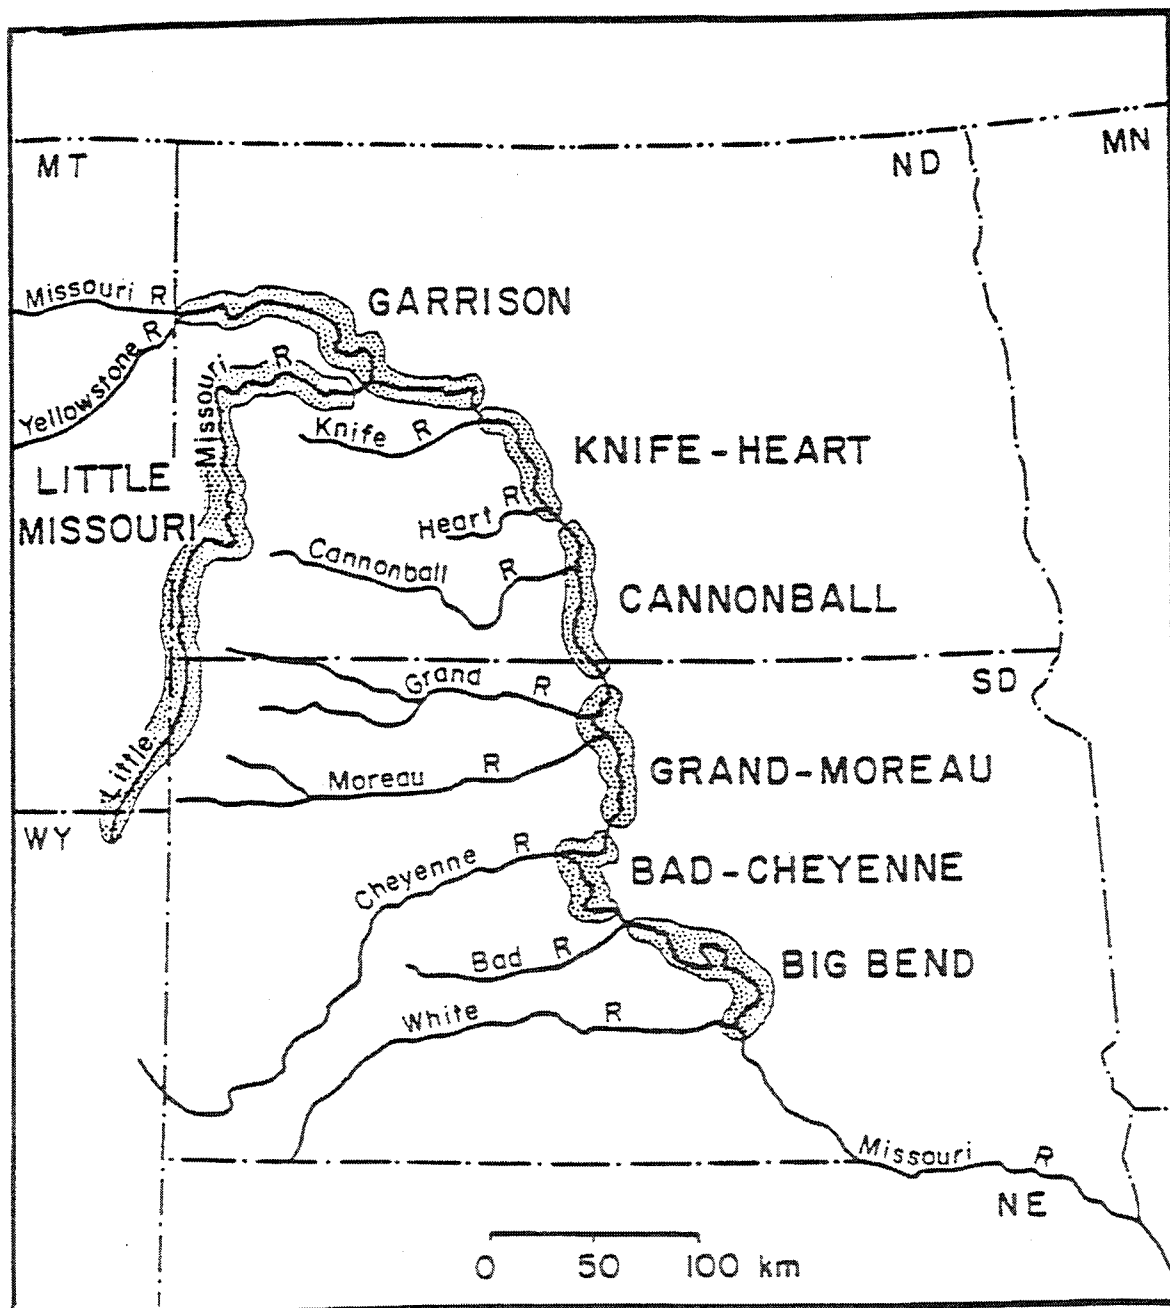 MT
ND
MN
Missouri R
GARRISON
Yellowstone R
Missouri R
Knife R
KNIFE-HEART
LITTLE
MISSOURI
Heart R
Cannonball R
CANNONBALL
Grand R
SD
Little
Moreau R
GRAND-MOREAU
WY
Cheyenne R
BAD-CHEYENNE
Bad R
BIG BEND
White R
Missouri R
NE
0 50 100 km